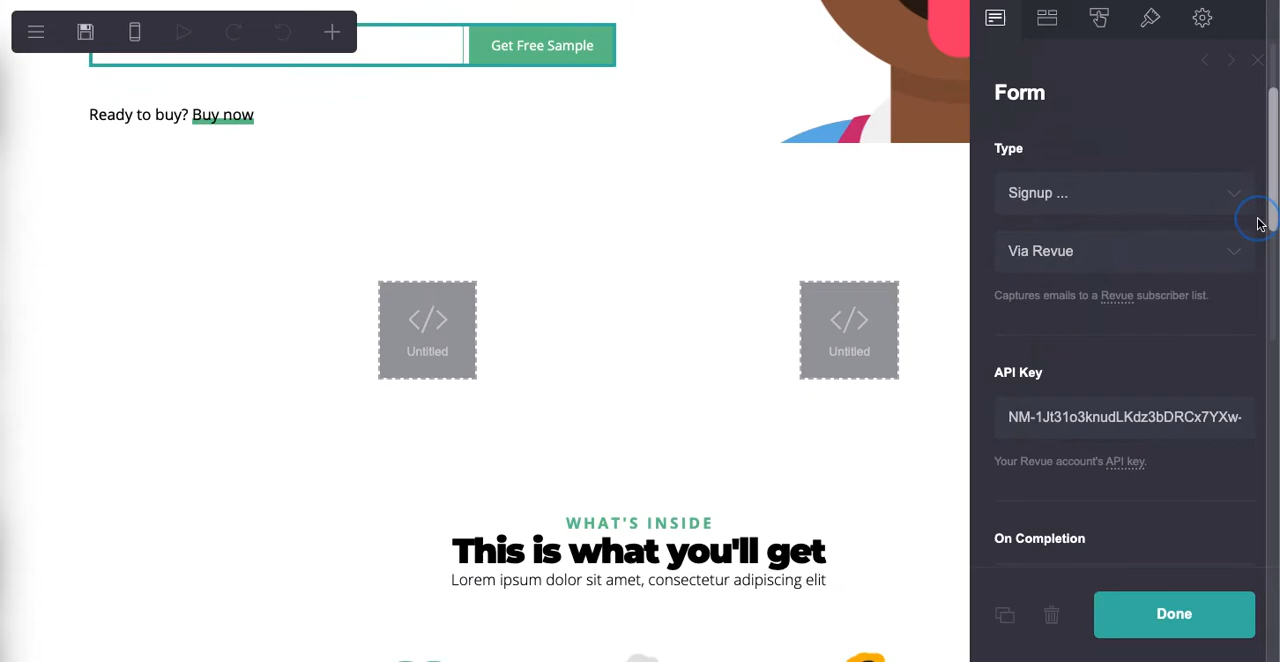 Get Free Sample
Ready to buy? Buy now
Untitled
Untitled
WHAT'S INSIDE
This is what you'll get
Lorem ipsum dolor sit amet, consectetur adipiscing elit
Form
Type
Signup ...
Via Revue
Captures emails to a Revue subscriber list.
API Key
NM-1Jt31o3knudLKdz3bDRCx7YXw-
Your Revue account's API key.
On Completion
Done